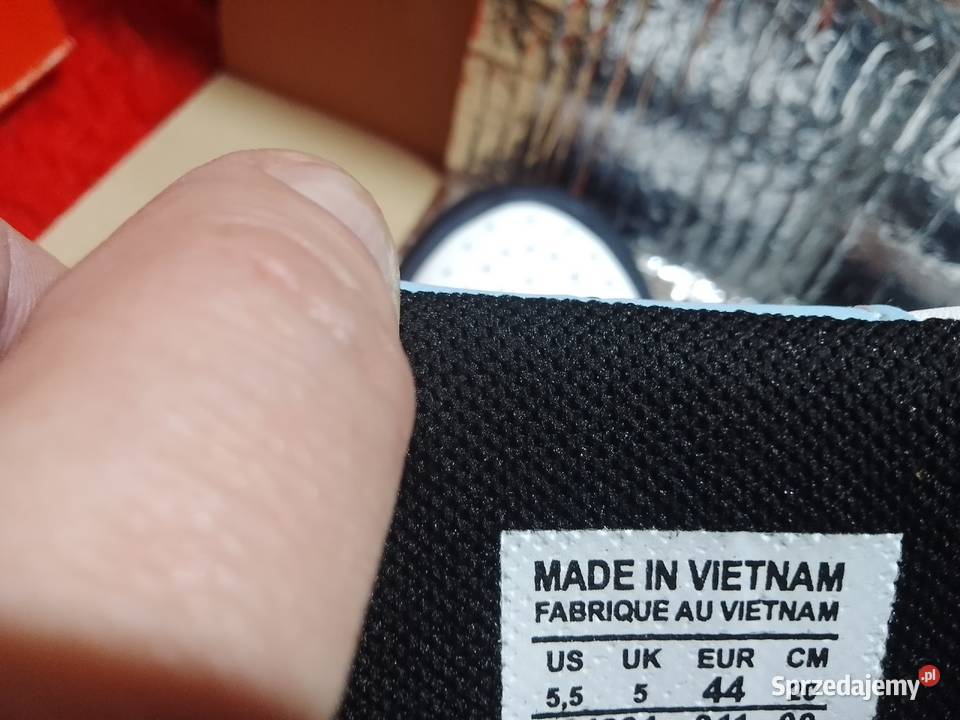 MADE IN VIETNAM
FABRIQUE AU VIETNAM
US UK EUR CM
5,5 5 44
Sprzedajemy.pl